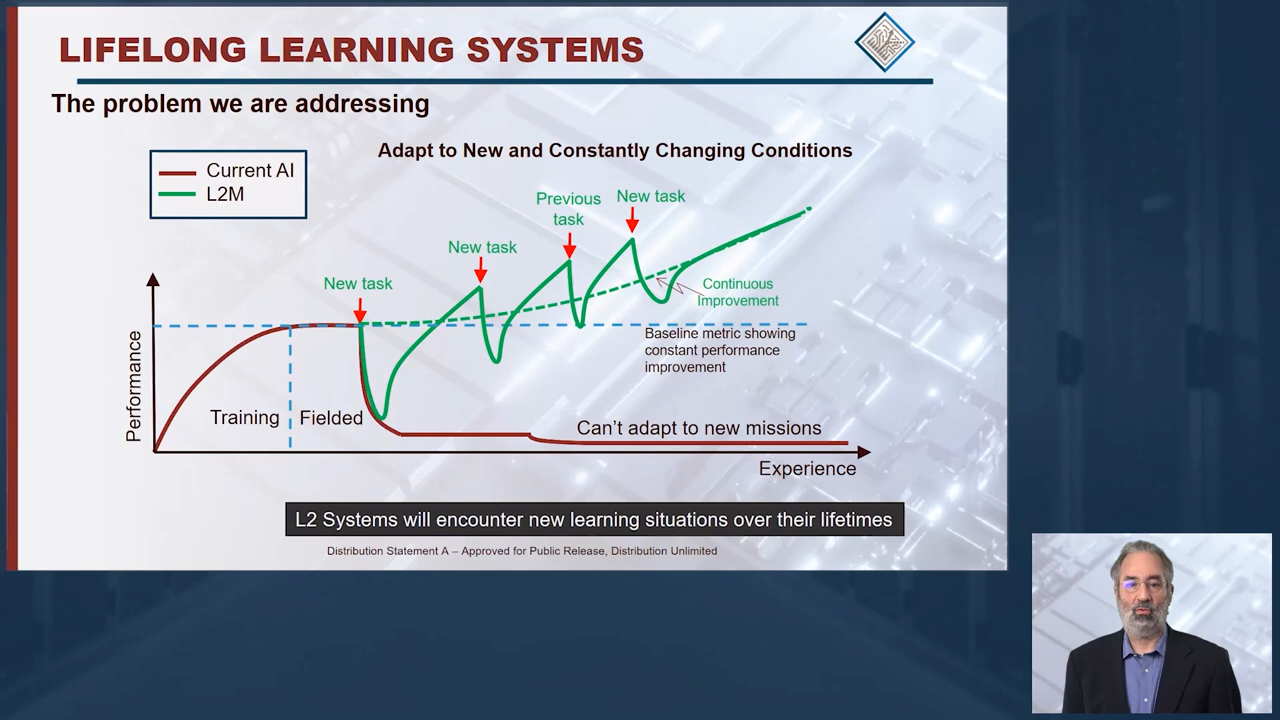 LIFELONG LEARNING SYSTEMS
The problem we are addressing
Adapt to New and Constantly Changing Conditions
Current AI
L2M
New task
New task
Previous
task
New task
Continuous
Improvement
Baseline metric showing
constant performance
improvement
Performance
Training
Fielded
Can't adapt to new missions
Experience
L2 Systems will encounter new learning situations over their lifetimes
Distribution Statement A – Approved for Public Release, Distribution Unlimited